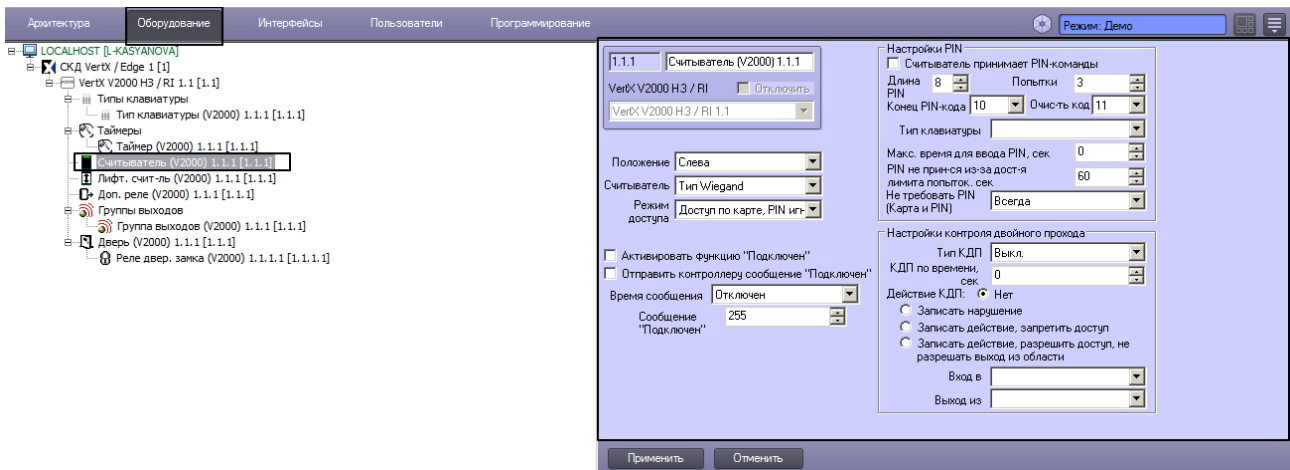 Архитектура Оборудование Интерфейсы Пользователи Программирование Режим: Демо
LOCALHOST [L-KASYANOVA]
СКД VertX / Edge 1 [1]
VertX V2000 H3 / RI 1.1 [1.1]
Типы клавиатуры
Тип клавиатуры (V2000) 1.1.1 [1.1.1]
Таймеры
Таймер (V2000) 1.1.1 [1.1.1]
Считыватель (V2000) 1.1.1 [1.1.1]
Лифт. счит-ль (V2000) 1.1.1 [1.1.1]
Доп. реле (V2000) 1.1.1 [1.1.1]
Группы выходов
Группа выходов (V2000) 1.1.1 [1.1.1]
Дверь (V2000) 1.1.1 [1.1.1]
Реле двер. замка (V2000) 1.1.1.1 [1.1.1.1]
1.1.1 Считыватель (V2000) 1.1.1
VertX V2000 H3 / RI Отключить
VertX V2000 H3 / RI 1.1
Положение Слева
Считыватель Тип Wiegand
Режим
доступа Доступ по карте, PIN игн
Активировать функцию "Подключен"
Отправить контроллеру сообщение "Подключен"
Время сообщения Отключен
Сообщение 255
"Подключен"
Настройки PIN
Считыватель принимает PIN-команды
Длина 8 Попытки 3
PIN
Конец PIN-кода 10 Очис-ть код 11
Тип клавиатуры
Макс. время для ввода PIN, сек 0
PIN не прин-ся из-за дост-я
лимита попыток. сек 60
Не требовать PIN
(Карта и PIN) Всегда
Настройки контроля двойного прохода
Тип КДП Выкл.
КДП по времени,
сек 0
Действие КДП: Нет
Записать нарушение
Записать действие, запретить доступ
Записать действие, разрешить доступ, не
разрешать выход из области
Вход в
Выход из
Применить Отменить